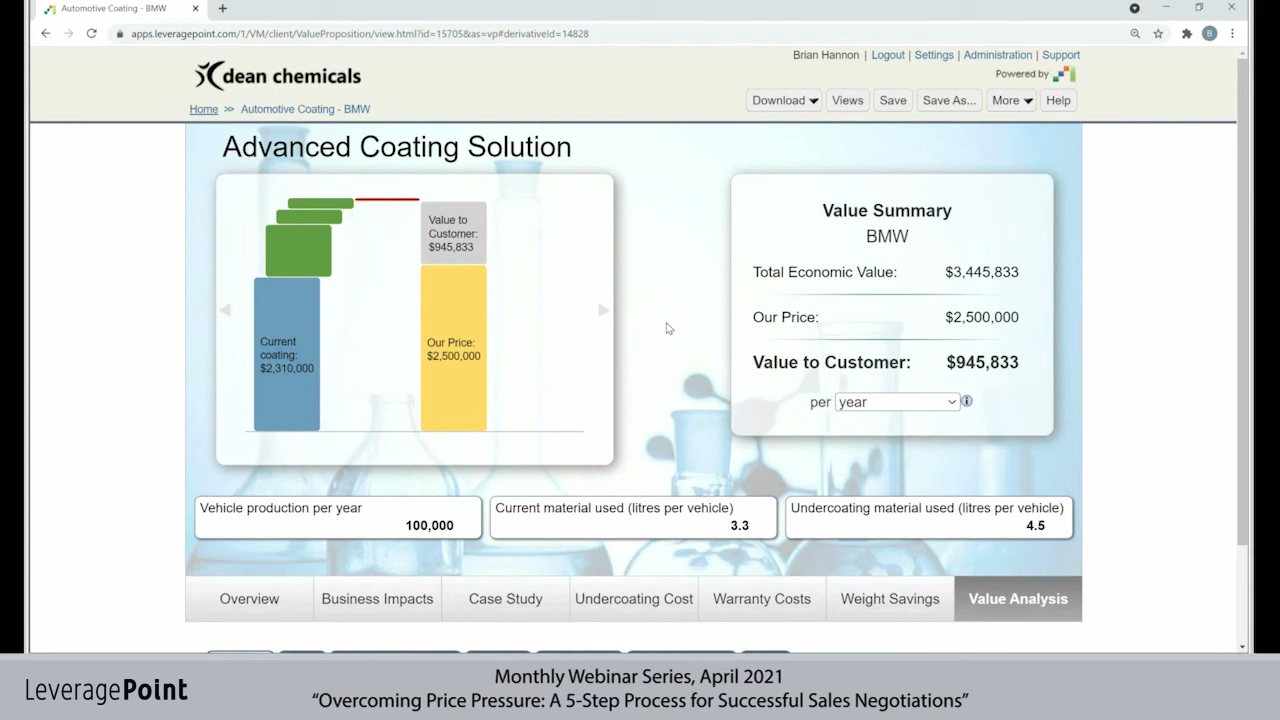 Automotive Coating - BMW
apps.leveragepoint.com/1/VM/client/ValueProposition/view.html?id=15705&as=vp#derivativeId=14828
B
Brian Hannon | Logout | Settings | Administration | Support
dean chemicals
Powered by
Home >> Automotive Coating - BMW
Download Views Save Save As... More Help
Advanced Coating Solution
Value to
Customer:
$945,833
Current
coating:
$2,310,000
Our Price:
$2,500,000
Value Summary
BMW
Total Economic Value: $3,445,833
Our Price: $2,500,000
Value to Customer: $945,833
per year
Vehicle production per year
100,000
Current material used (litres per vehicle)
3.3
Undercoating material used (litres per vehicle)
4.5
Overview Business Impacts Case Study Undercoating Cost Warranty Costs Weight Savings Value Analysis
LeveragePoint
Monthly Webinar Series, April 2021
“Overcoming Price Pressure: A 5-Step Process for Successful Sales Negotiations”